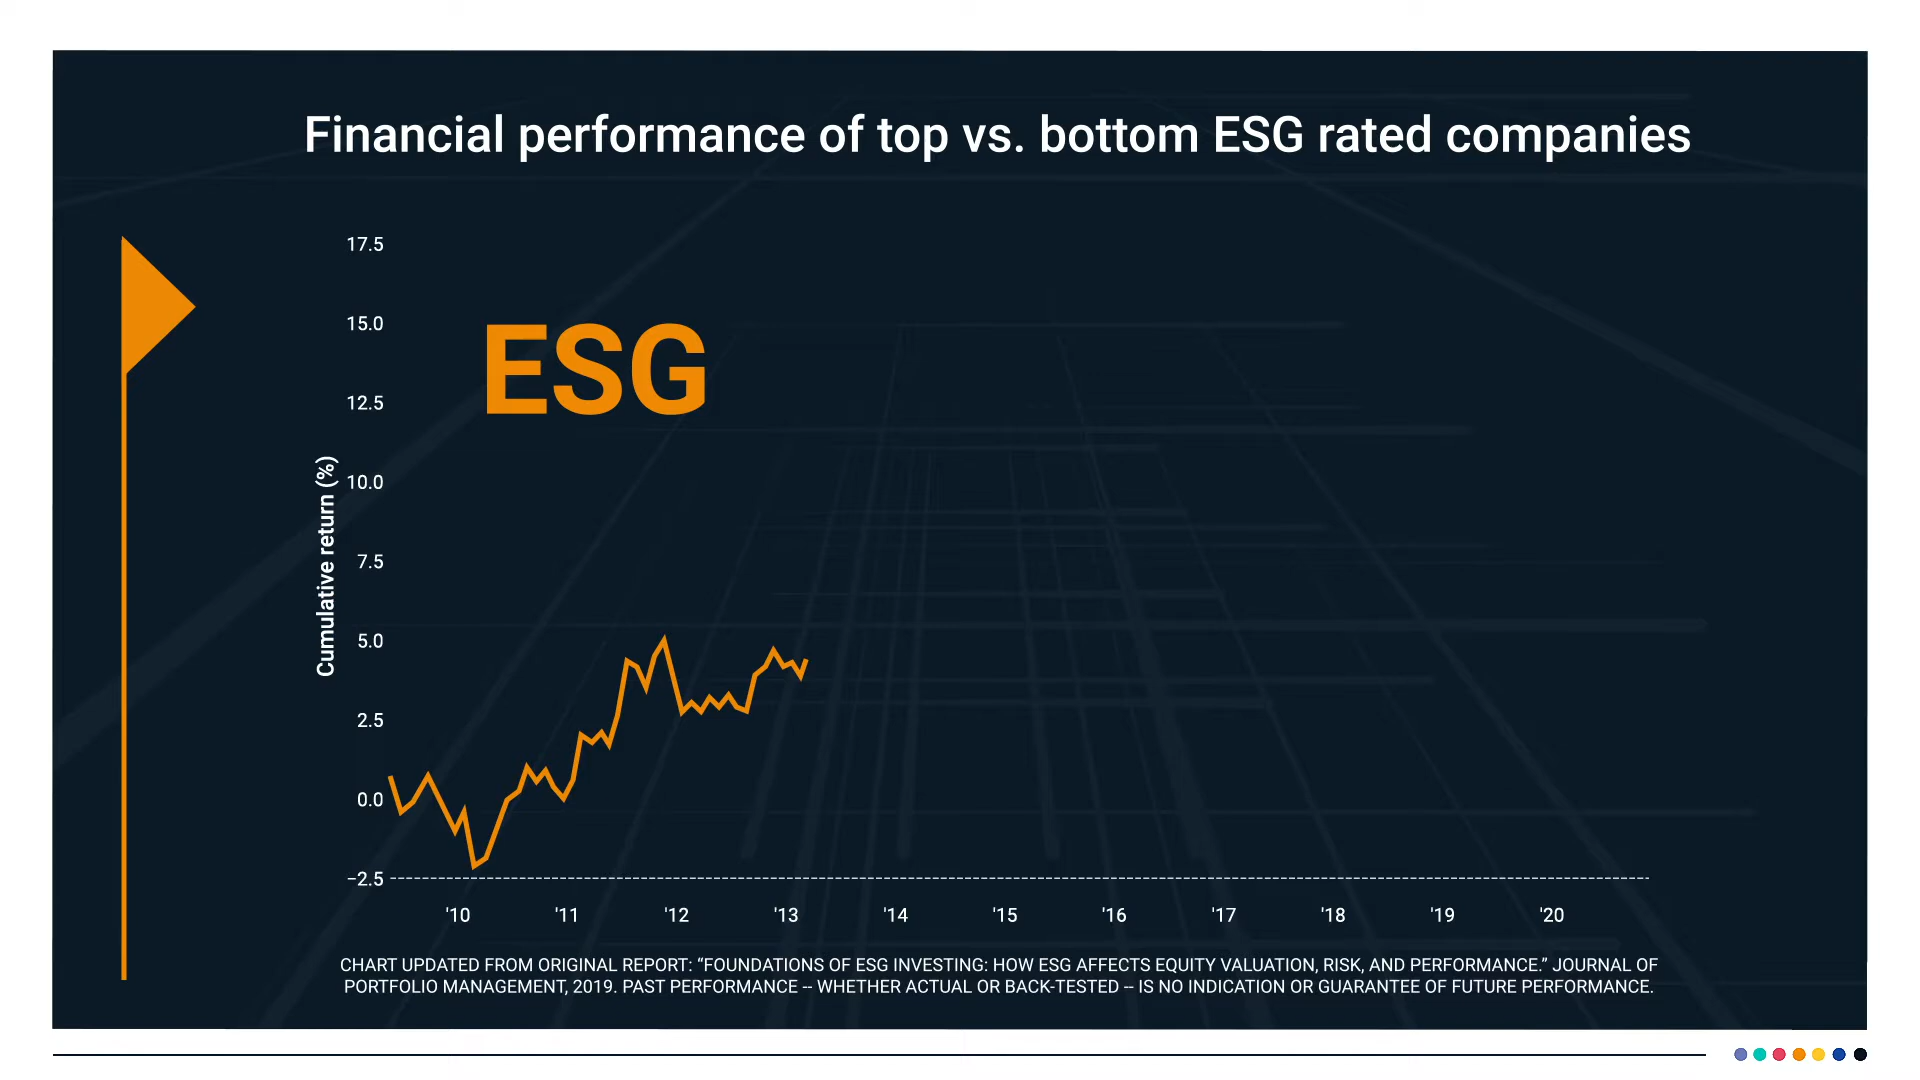 Financial performance of top vs. bottom ESG rated companies
17.5
15.0
ESG
12.5
Cumulative return (%)
10.0
7.5
5.0
2.5
0.0
−2.5
'10 '11 '12 '13 '14 '15 '16 '17 '18 '19 '20
CHART UPDATED FROM ORIGINAL REPORT: “FOUNDATIONS OF ESG INVESTING: HOW ESG AFFECTS EQUITY VALUATION, RISK, AND PERFORMANCE.” JOURNAL OF
PORTFOLIO MANAGEMENT, 2019. PAST PERFORMANCE -- WHETHER ACTUAL OR BACK-TESTED -- IS NO INDICATION OR GUARANTEE OF FUTURE PERFORMANCE.